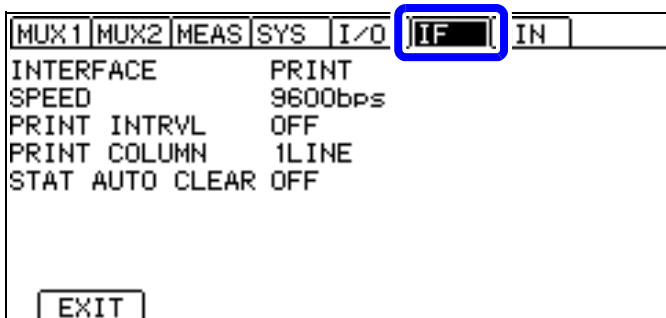 MUX1 MUX2 MEAS SYS I/O IF IN
INTERFACE PRINT
SPEED 9600bps
PRINT INTRVL OFF
PRINT COLUMN 1LINE
STAT AUTO CLEAR OFF
EXIT